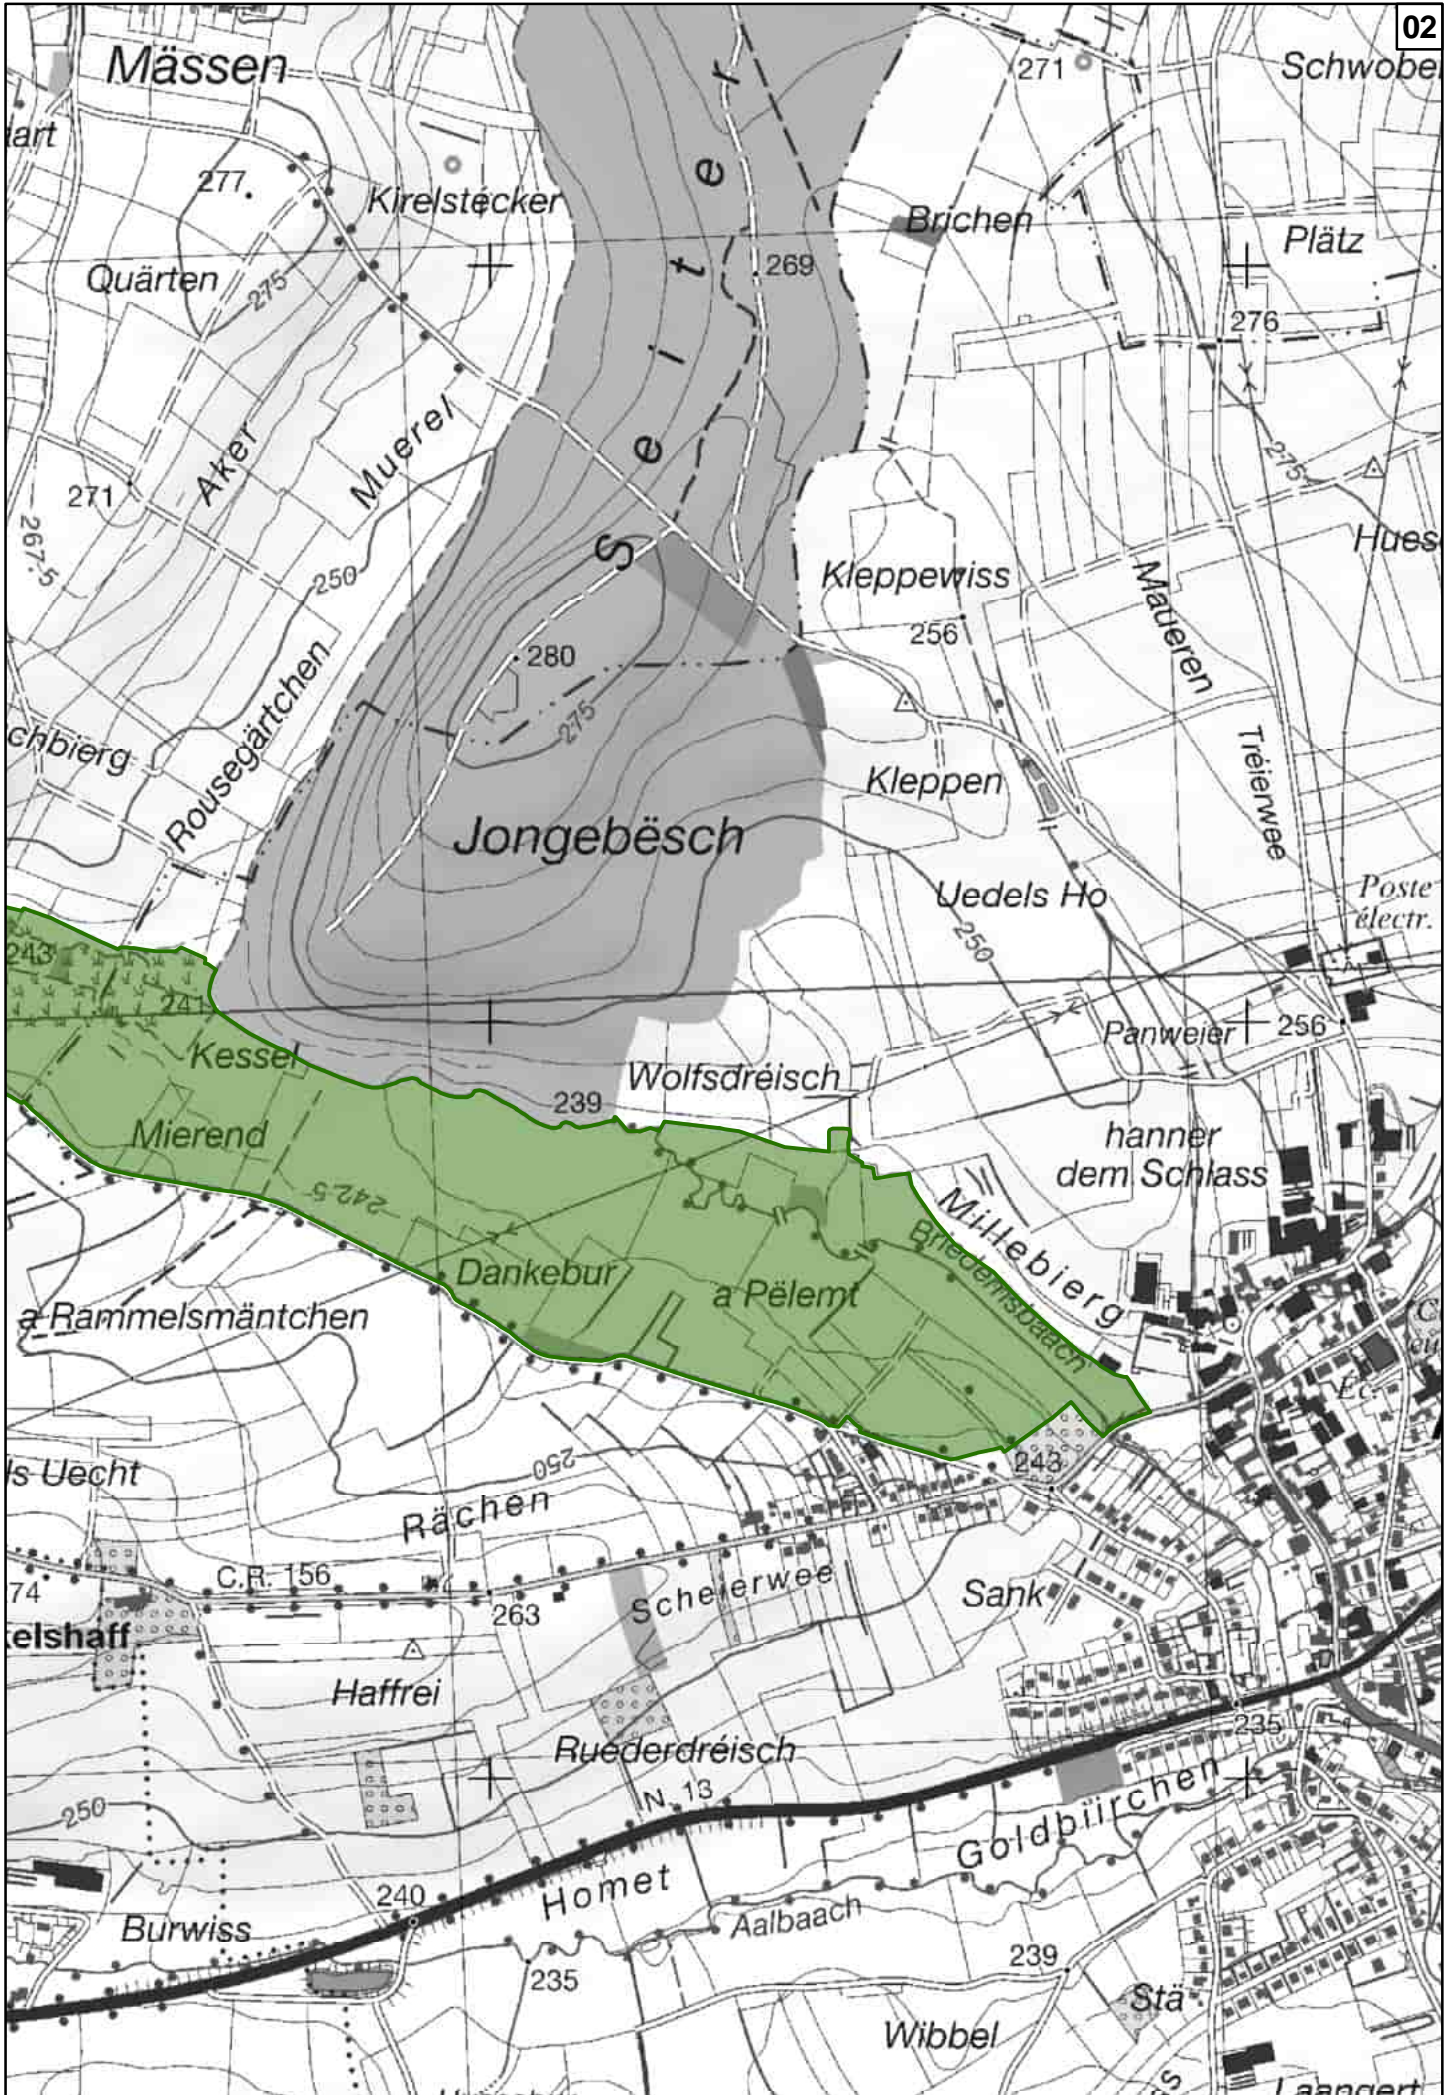 02
Mässen
271
Schwobe
art
277
Kirelstécker
Brichen
Plätz
Quärten
275
269
276
Seiter
Muerel
Aker
271
275
267.5
Hues
250
Kleppewiss
256
Maueren
280
Rousegärtchen
275
chbierg
Tréierwee
Kleppen
Jongebësch
Uedels Ho
Poste
électr.
250
243
241
Panweier
256
Kessel
Wolfsdréisch
239
Mierend
hanner
dem Schlass
242.5
Millebierg
Briedemsbaach
Dankebur
a Pëlemt
a Rammelsmäntchen
Éc.
ls Uecht
250
243
Rächen
C.R. 156
74
263
Scheierwee
Sank
kelshaff
Haffrei
235
Ruederdréisch
N. 13
250
Goldbiirchen
Homet
240
Aalbaach
Burwiss
239
235
Stä
Wibbel
Laangert